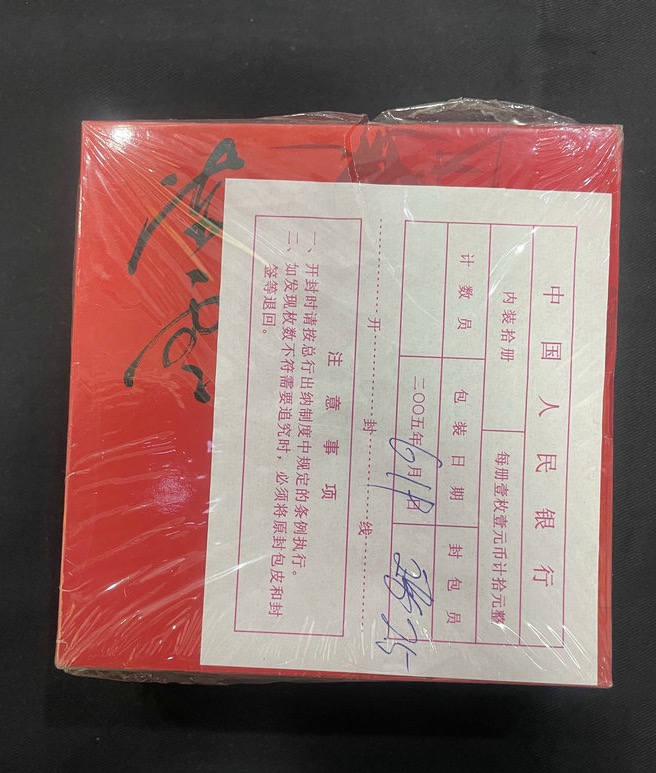 中国人民银行
内装拾册 每册壹枚壹元币计拾元整
计数员 包装日期 封包员
二00五年6月19日
开封线
注意事项
一、开封时请按总行出纳制度中规定的条例执行。
二、如发现枚数不符需要追究时，必须将原封包皮和封
签等退回。